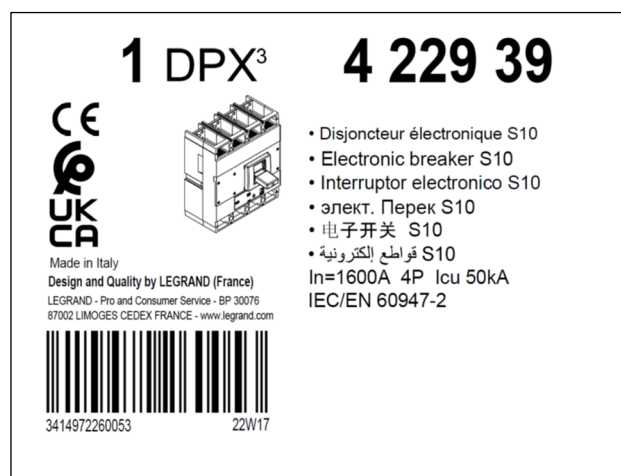 1 DPX³ 4 229 39
CE
UK
CA
Made in Italy
Design and Quality by LEGRAND (France)
LEGRAND - Pro and Consumer Service - BP 30076
87002 LIMOGES CEDEX FRANCE - www.legrand.com
3414972260053 22W17
• Disjoncteur électronique S10
• Electronic breaker S10
• Interruptor electronico S10
• элект. Перек S10
• 电子开关 S10
• قواطع إلكترونية S10
In=1600A 4P Icu 50kA
IEC/EN 60947-2